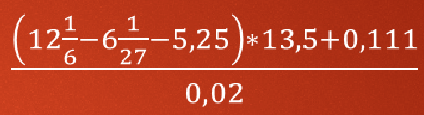 (12 1/6 − 6 1/27 − 5,25) * 13,5 + 0,111
0,02